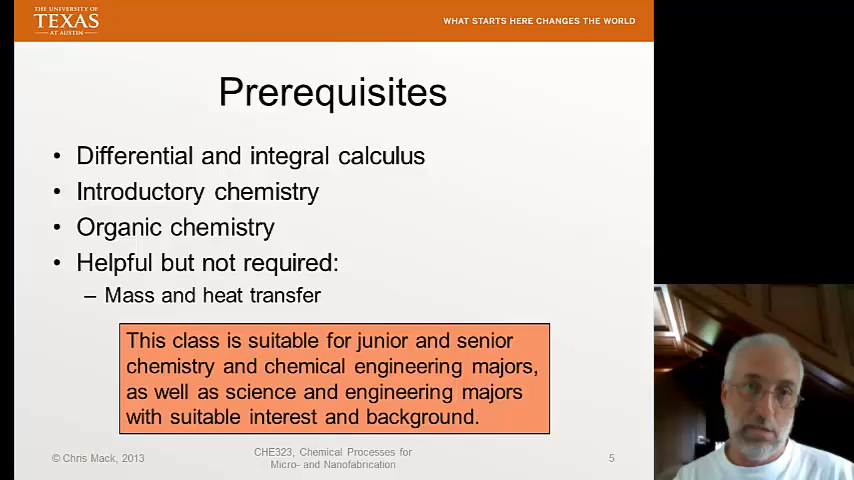 THE UNIVERSITY OF
TEXAS
AT AUSTIN
WHAT STARTS HERE CHANGES THE WORLD
Prerequisites
• Differential and integral calculus
• Introductory chemistry
• Organic chemistry
• Helpful but not required:
– Mass and heat transfer
This class is suitable for junior and senior
chemistry and chemical engineering majors,
as well as science and engineering majors
with suitable interest and background.
© Chris Mack, 2013
CHE323, Chemical Processes for
Micro- and Nanofabrication
5